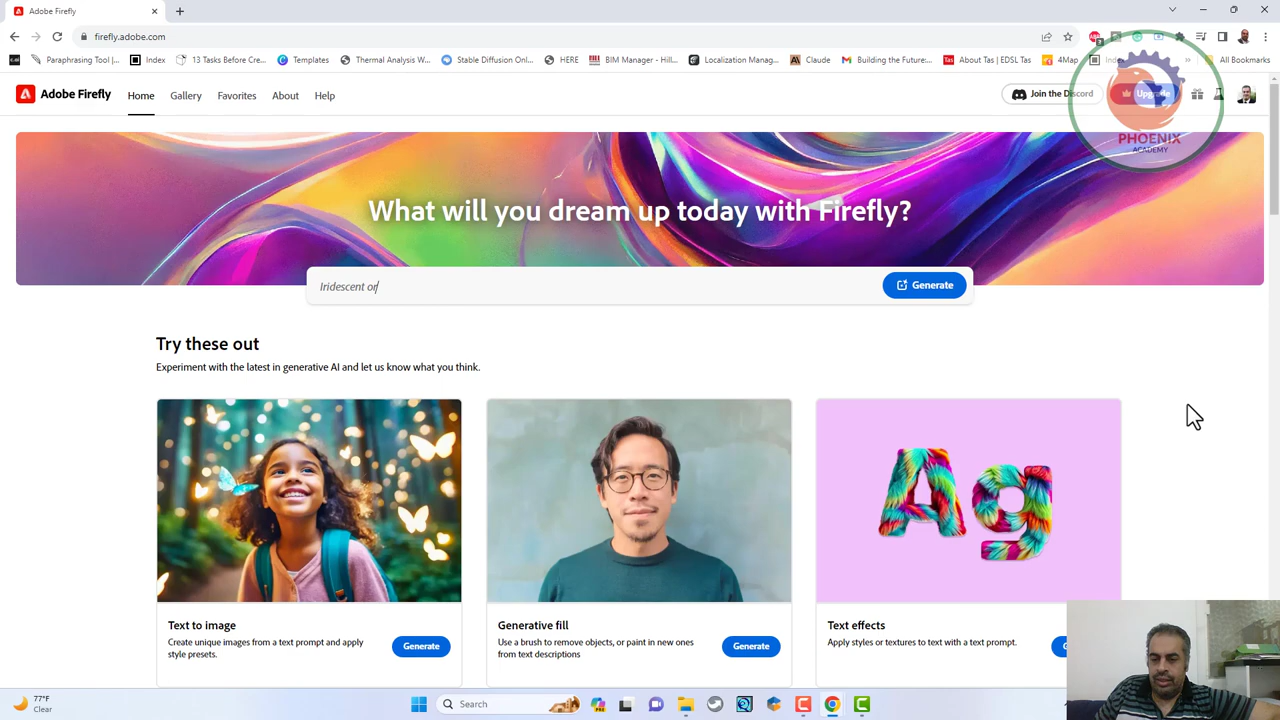 Adobe Firefly
firefly.adobe.com
Paraphrasing Tool |...
Index
13 Tasks Before Cre...
Templates
Thermal Analysis W...
Stable Diffusion Onl...
HERE
BIM Manager - Hill...
Localization Manag...
Claude
Building the Future:...
About Tas | EDSL Tas
4Map
Index
All Bookmarks
Adobe Firefly
Home
Gallery
Favorites
About
Help
Join the Discord
Upgrade
PHOENIX
ACADEMY
What will you dream up today with Firefly?
Iridescent or
Generate
Try these out
Experiment with the latest in generative AI and let us know what you think.
Ag
Text to image
Create unique images from a text prompt and apply
style presets.
Generate
Generative fill
Use a brush to remove objects, or paint in new ones
from text descriptions
Generate
Text effects
Apply styles or textures to text with a text prompt.
77°F
Clear
Search